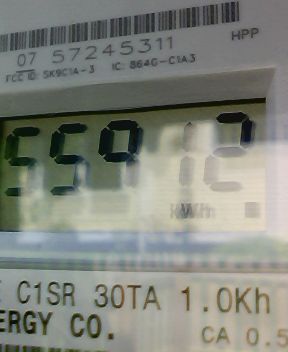 07 57245311
HPP
FCC ID: SK9C1A-3 IC: 864G-C1A3
55912
KWH
C1SR 30TA 1.0Kh
ERGY CO.
CA 0.5